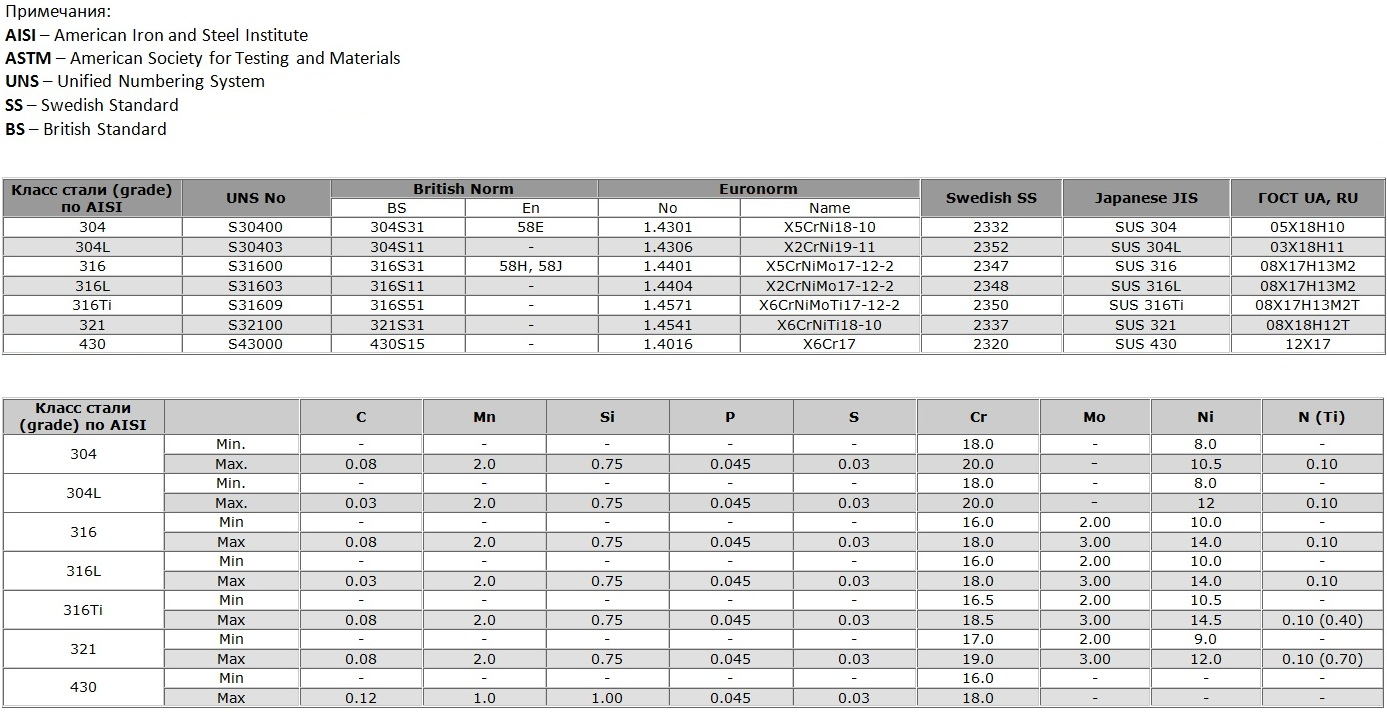 Примечания:
AISI – American Iron and Steel Institute
ASTM – American Society for Testing and Materials
UNS – Unified Numbering System
SS – Swedish Standard
BS – British Standard
Класс стали (grade) по AISI UNS No British Norm Euronorm Swedish SS Japanese JIS ГОСТ UA, RU
BS En No Name
304 S30400 304S31 58E 1.4301 X5CrNi18-10 2332 SUS 304 05Х18Н10
304L S30403 304S11 - 1.4306 X2CrNi19-11 2352 SUS 304L 03Х18Н11
316 S31600 316S31 58H, 58J 1.4401 X5CrNiMo17-12-2 2347 SUS 316 08Х17Н13М2
316L S31603 316S11 - 1.4404 X2CrNiMo17-12-2 2348 SUS 316L 08Х17Н13М2
316Ti S31609 316S51 - 1.4571 X6CrNiMoTi17-12-2 2350 SUS 316Ti 08Х17Н13М2Т
321 S32100 321S31 - 1.4541 X6CrNiTi18-10 2337 SUS 321 08Х18Н12Т
430 S43000 430S15 - 1.4016 X6Cr17 2320 SUS 430 12Х17
Класс стали (grade) по AISI C Mn Si P S Cr Mo Ni N (Ti)
304 Min. - - - - - 18.0 - 8.0 -
Max. 0.08 2.0 0.75 0.045 0.03 20.0 - 10.5 0.10
304L Min. - - - - - 18.0 - 8.0 -
Max. 0.03 2.0 0.75 0.045 0.03 20.0 - 12 0.10
316 Min - - - - - 16.0 2.00 10.0 -
Max 0.08 2.0 0.75 0.045 0.03 18.0 3.00 14.0 0.10
316L Min - - - - - 16.0 2.00 10.0 -
Max 0.03 2.0 0.75 0.045 0.03 18.0 3.00 14.0 0.10
316Ti Min - - - - - 16.5 2.00 10.5 -
Max 0.08 2.0 0.75 0.045 0.03 18.5 3.00 14.5 0.10 (0.40)
321 Min - - - - - 17.0 2.00 9.0 -
Max 0.08 2.0 0.75 0.045 0.03 19.0 3.00 12.0 0.10 (0.70)
430 Min - - - - - 16.0 - - -
Max 0.12 1.0 1.00 0.045 0.03 18.0 - - -